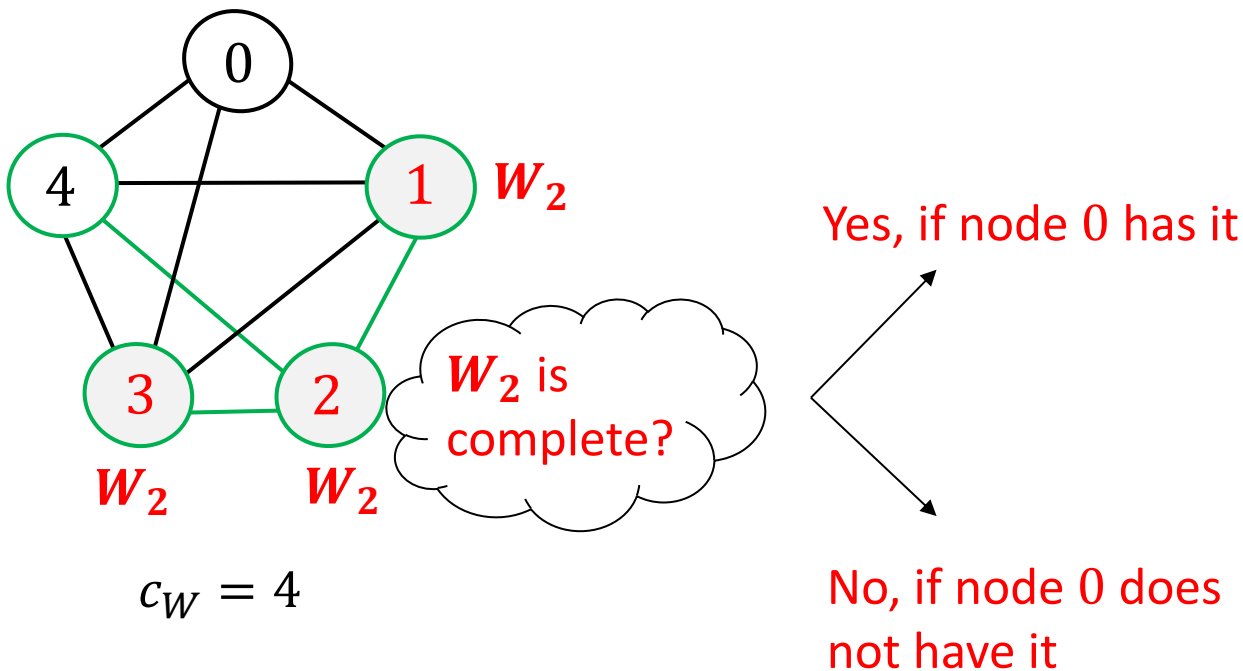 0
4
1
W₂
Yes, if node 0 has it
W₂ is
complete?
3
2
W₂
W₂
No, if node 0 does
not have it
c_W = 4